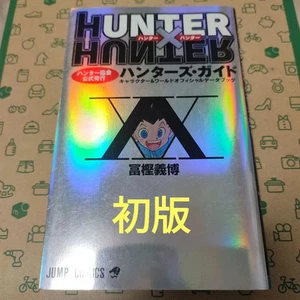 HUNTER
ハンター ハンター
HUNTER
ハンター協会
公式発行
ハンターズ・ガイド
キャラクター&ワールドオフィシャルデータブック
冨樫義博
初版
JUMP COMICS